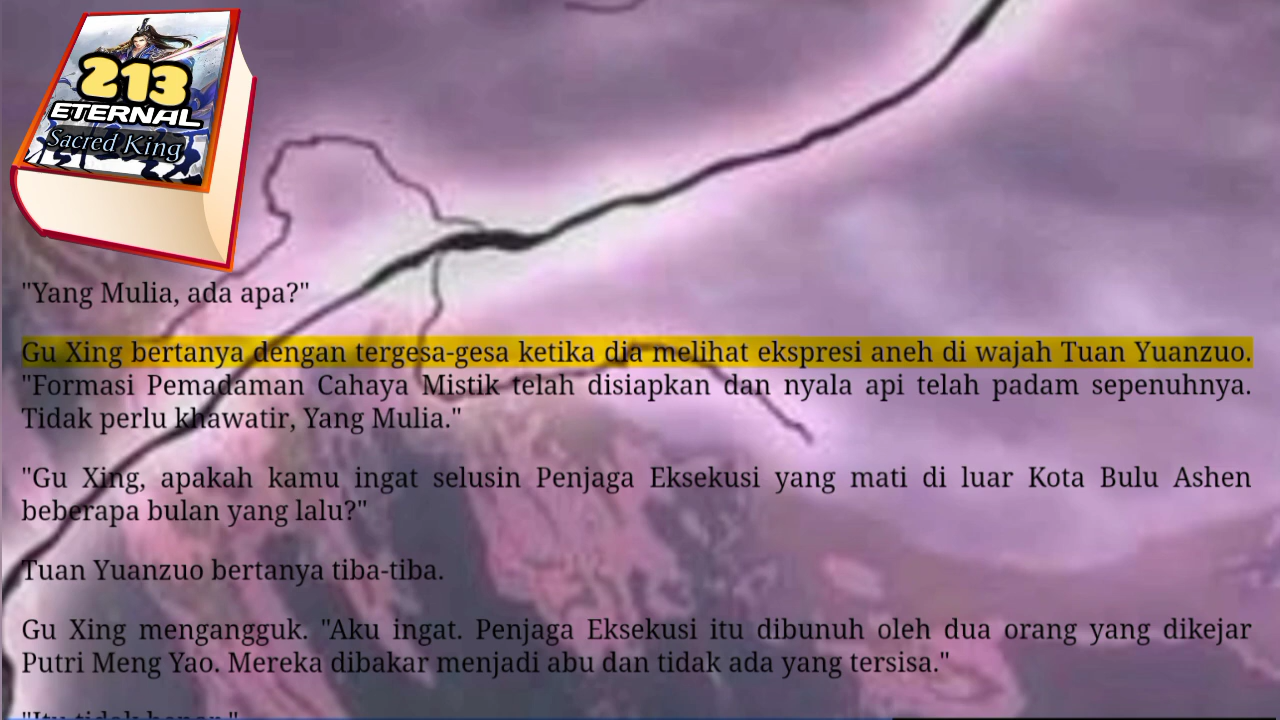 213
ETERNAL
Sacred King
"Yang Mulia, ada apa?"
Gu Xing bertanya dengan tergesa-gesa ketika dia melihat ekspresi aneh di wajah Tuan Yuanzuo.
"Formasi Pemadaman Cahaya Mistik telah disiapkan dan nyala api telah padam sepenuhnya.
Tidak perlu khawatir, Yang Mulia."
"Gu Xing, apakah kamu ingat selusin Penjaga Eksekusi yang mati di luar Kota Bulu Ashen
beberapa bulan yang lalu?"
Tuan Yuanzuo bertanya tiba-tiba.
Gu Xing mengangguk. "Aku ingat. Penjaga Eksekusi itu dibunuh oleh dua orang yang dikejar
Putri Meng Yao. Mereka dibakar menjadi abu dan tidak ada yang tersisa."
"Itu tidak